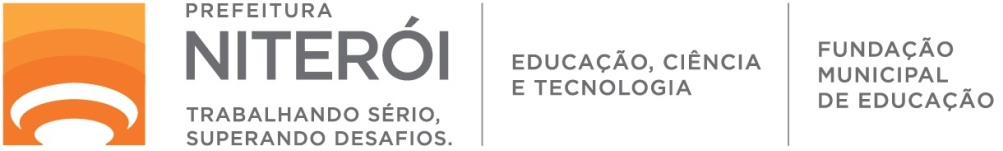 PREFEITURA
NITERÓI
TRABALHANDO SÉRIO,
SUPERANDO DESAFIOS.
EDUCAÇÃO, CIÊNCIA
E TECNOLOGIA
FUNDAÇÃO
MUNICIPAL
DE EDUCAÇÃO